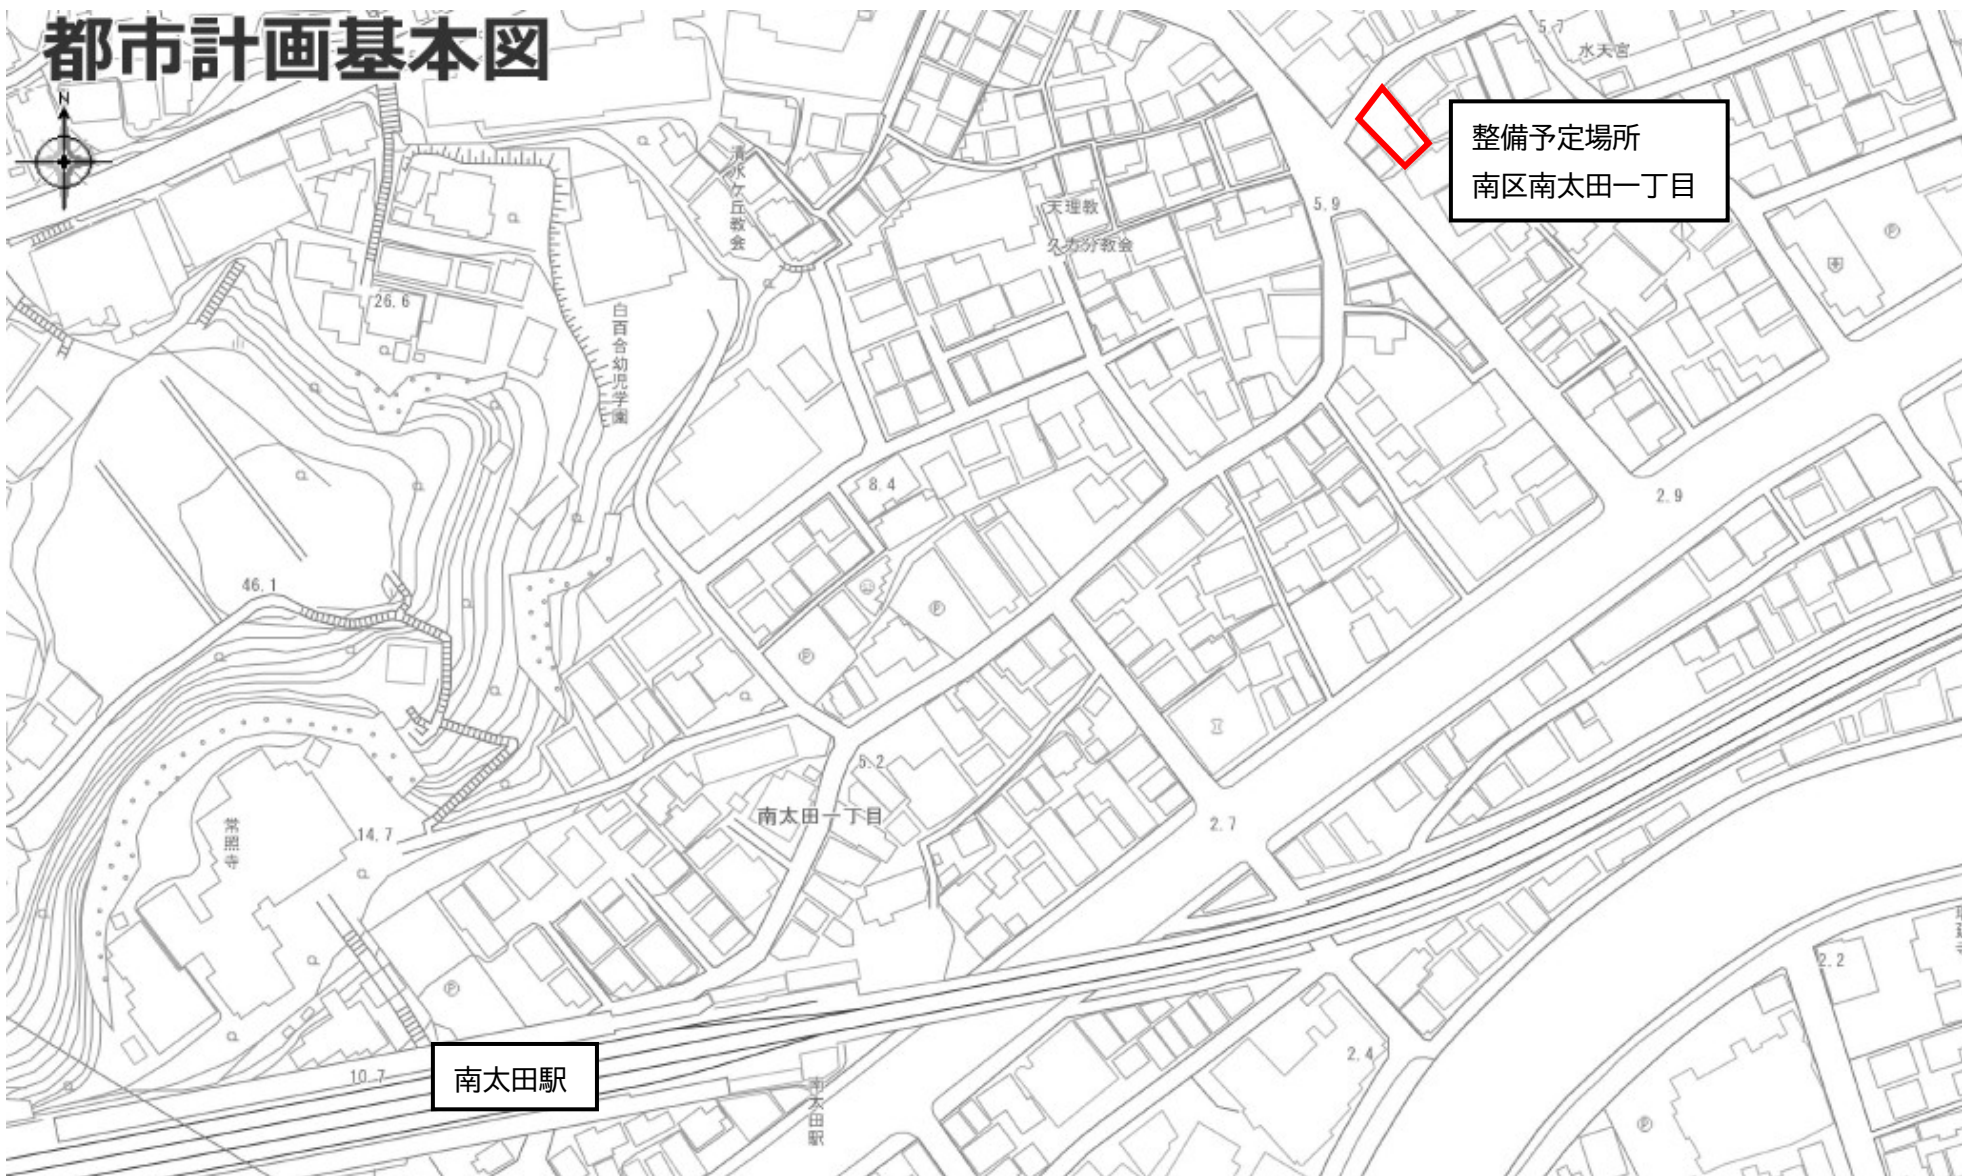 都市計画基本図
N
5.7
水天宮
整備予定場所
南区南太田一丁目
清水ケ丘教会
天理教
久方分教会
5.9
26.6
白百合幼児学園
8.4
2.9
46.1
5.2
南太田一丁目
2.7
14.7
常照寺
2.2
2.4
10.7
南太田駅
南太田駅